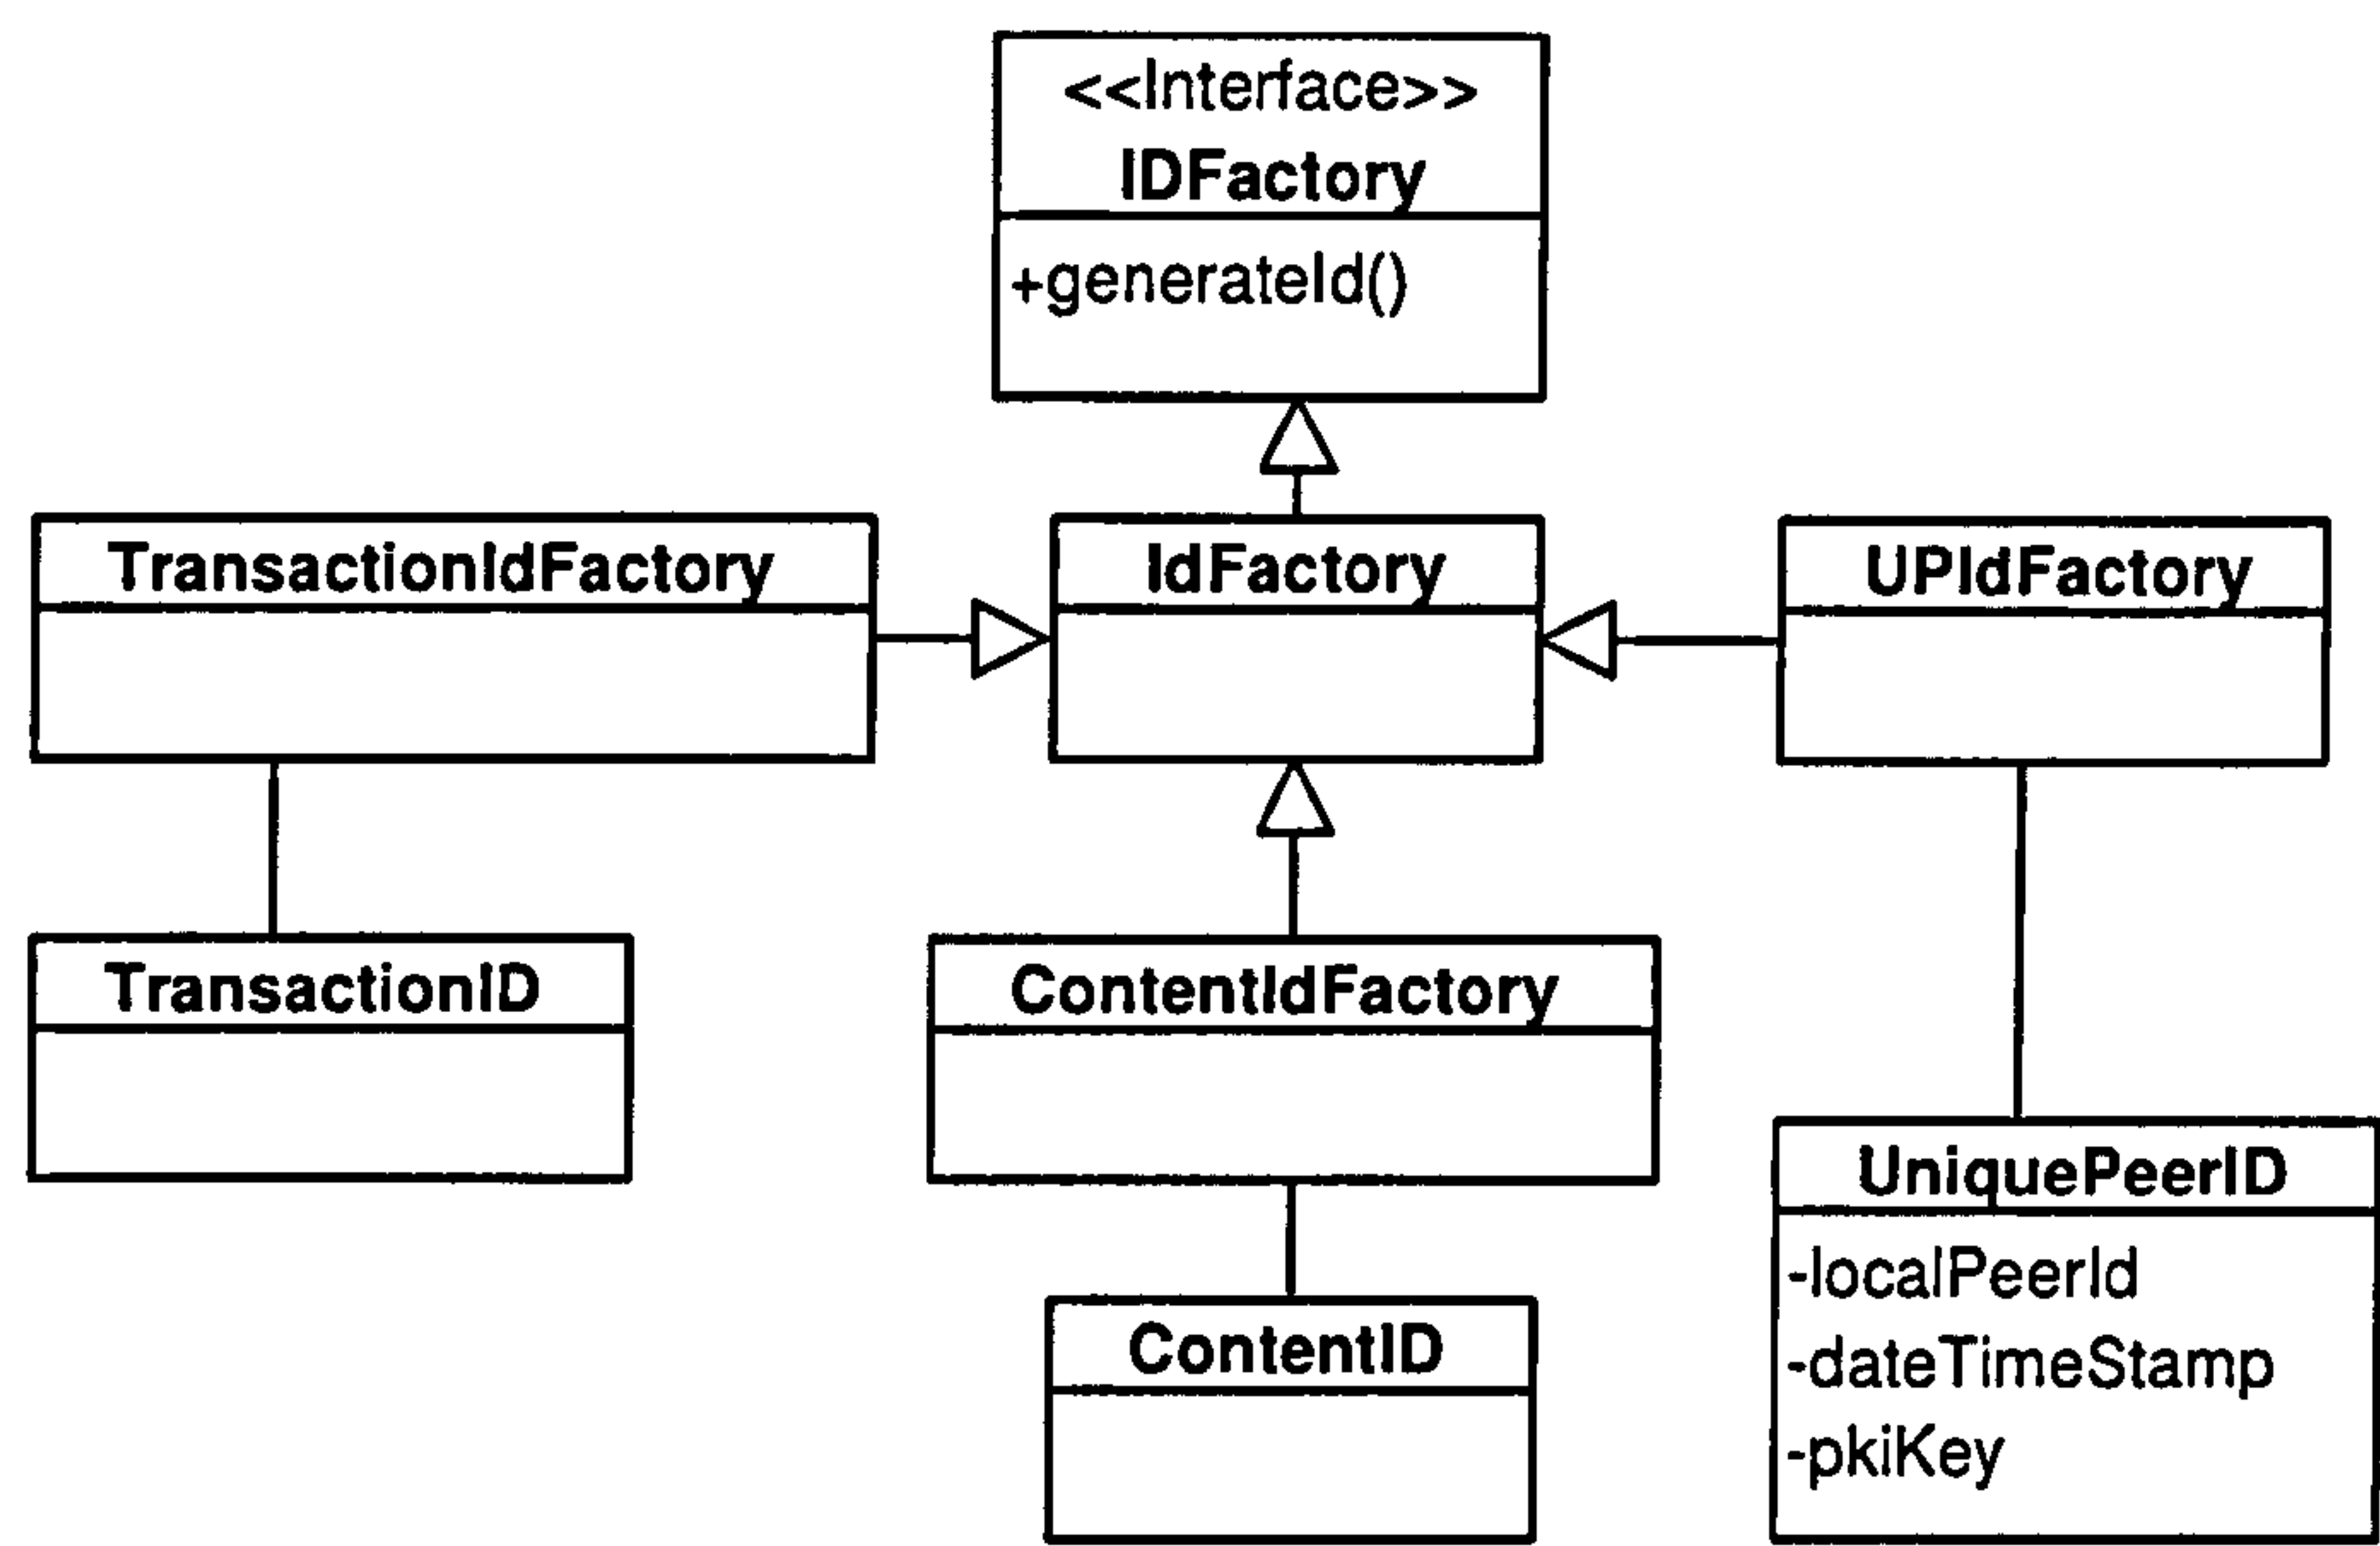 <<Interface>>
IDFactory
+generateId()
TransactionIdFactory
IdFactory
UPIdFactory
TransactionID
ContentIdFactory
UniquePeerID
-localPeerId
-dateTimeStamp
-pkiKey
ContentID